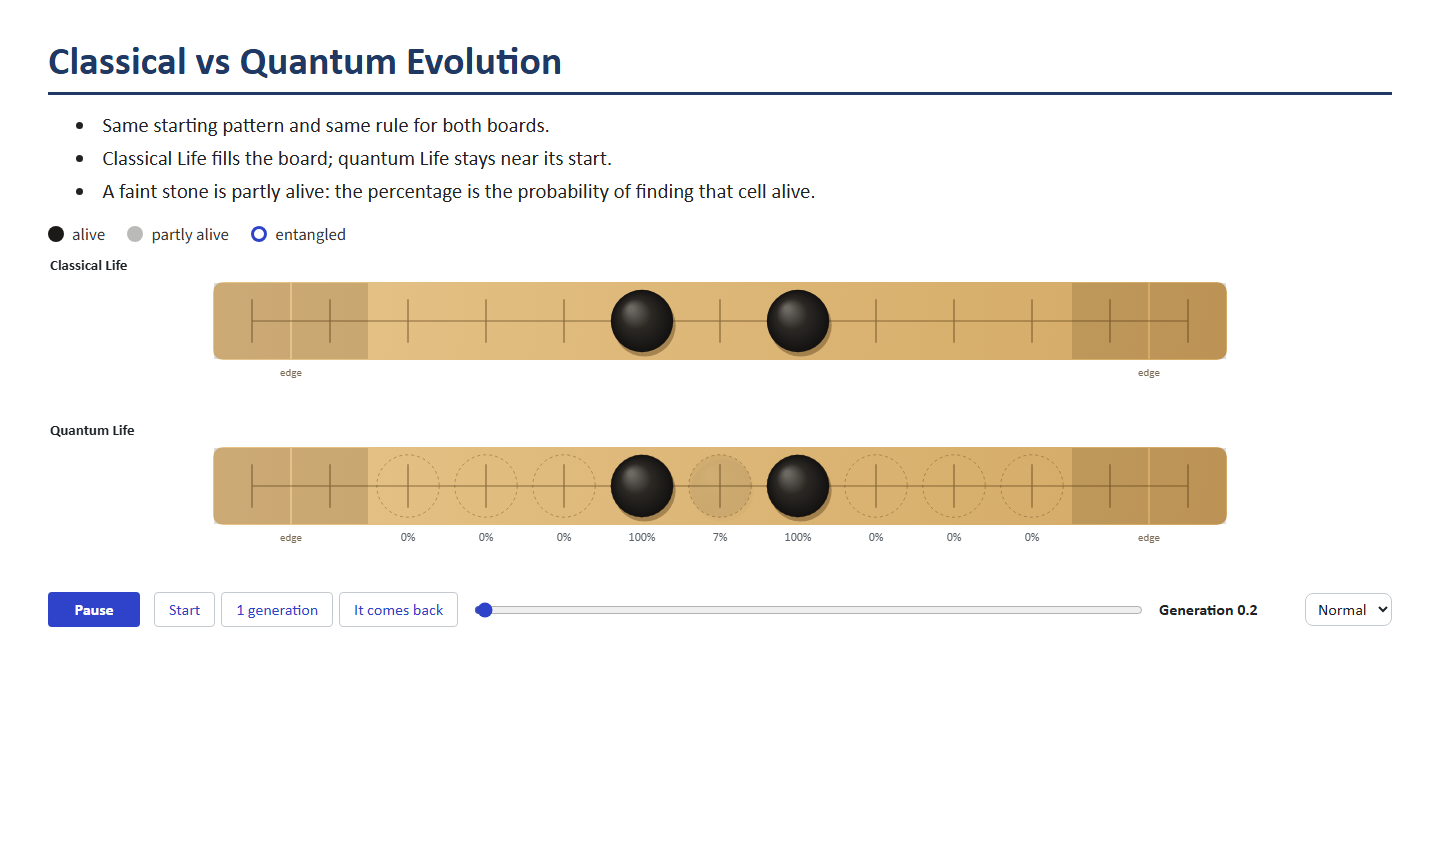 Classical vs Quantum Evolution
Same starting pattern and same rule for both boards.
Classical Life fills the board; quantum Life stays near its start.
A faint stone is partly alive: the percentage is the probability of finding that cell alive.
alive partly alive entangled
Classical Life
edge edge
Quantum Life
edge 0% 0% 0% 100% 7% 100% 0% 0% 0% edge
Pause Start 1 generation It comes back Generation 0.2 Normal